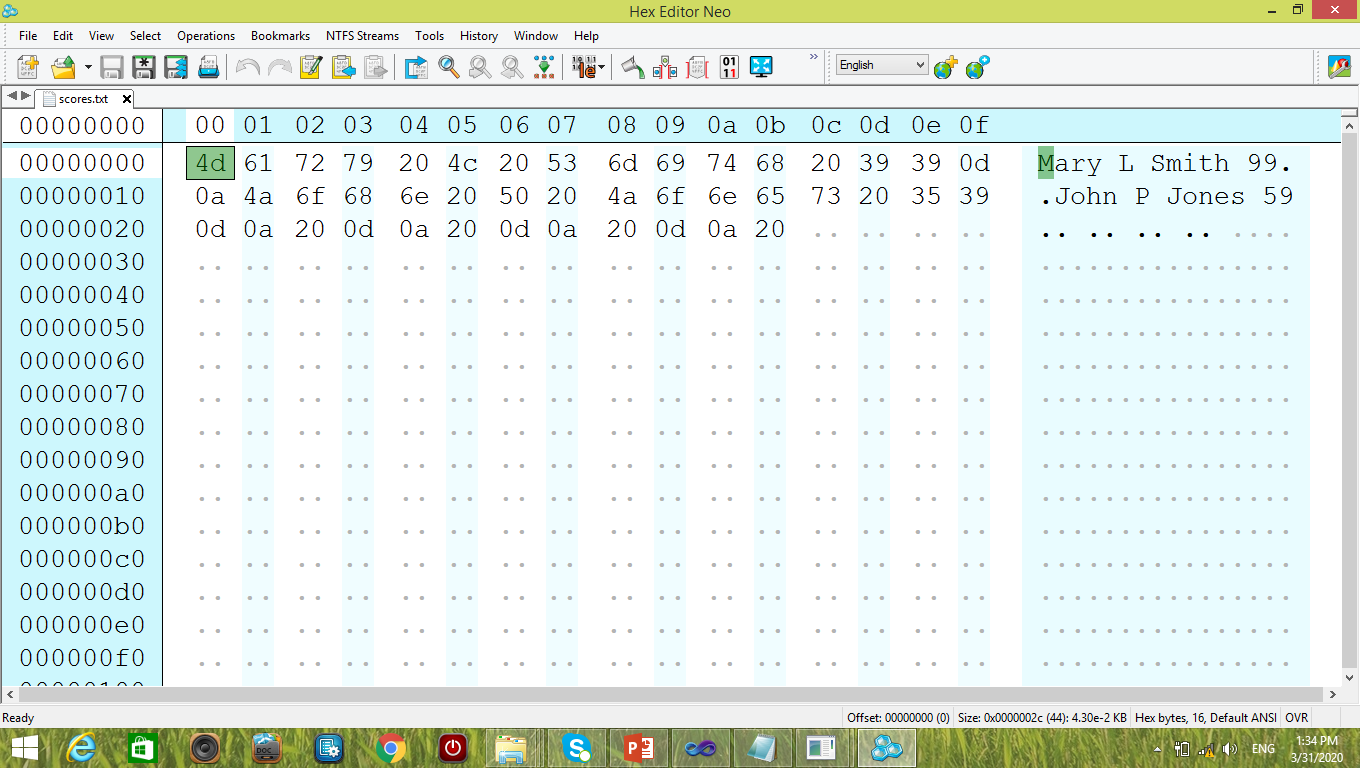 Hex Editor Neo
File Edit View Select Operations Bookmarks NTFS Streams Tools History Window Help
English
scores.txt
00000000 00 01 02 03 04 05 06 07 08 09 0a 0b 0c 0d 0e 0f
00000000 4d 61 72 79 20 4c 20 53 6d 69 74 68 20 39 39 0d Mary L Smith 99.
00000010 0a 4a 6f 68 6e 20 50 20 4a 6f 6e 65 73 20 35 39 .John P Jones 59
00000020 0d 0a 20 0d 0a 20 0d 0a 20 0d 0a 20 .. .. .. ..
00000030
00000040
00000050
00000060
00000070
00000080
00000090
000000a0
000000b0
000000c0
000000d0
000000e0
000000f0
Ready Offset: 00000000 (0) Size: 0x0000002c (44): 4.30e-2 KB Hex bytes, 16, Default ANSI OVR
ENG 1:34 PM
3/31/2020